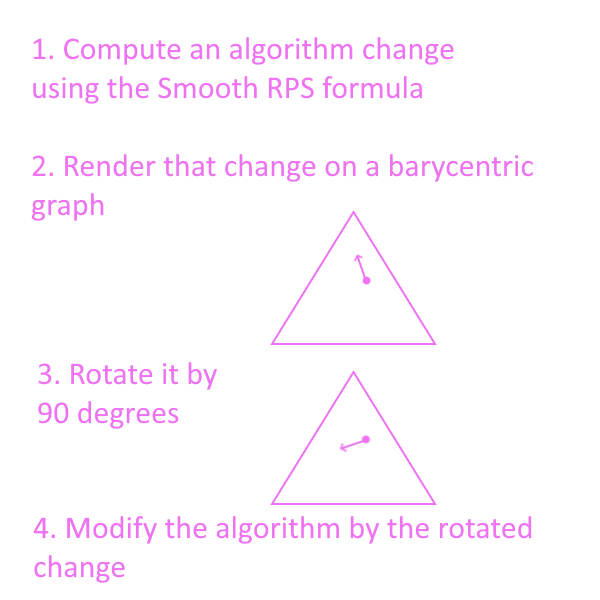 1. Compute an algorithm change
using the Smooth RPS formula
2. Render that change on a barycentric
graph
3. Rotate it by
90 degrees
4. Modify the algorithm by the rotated
change